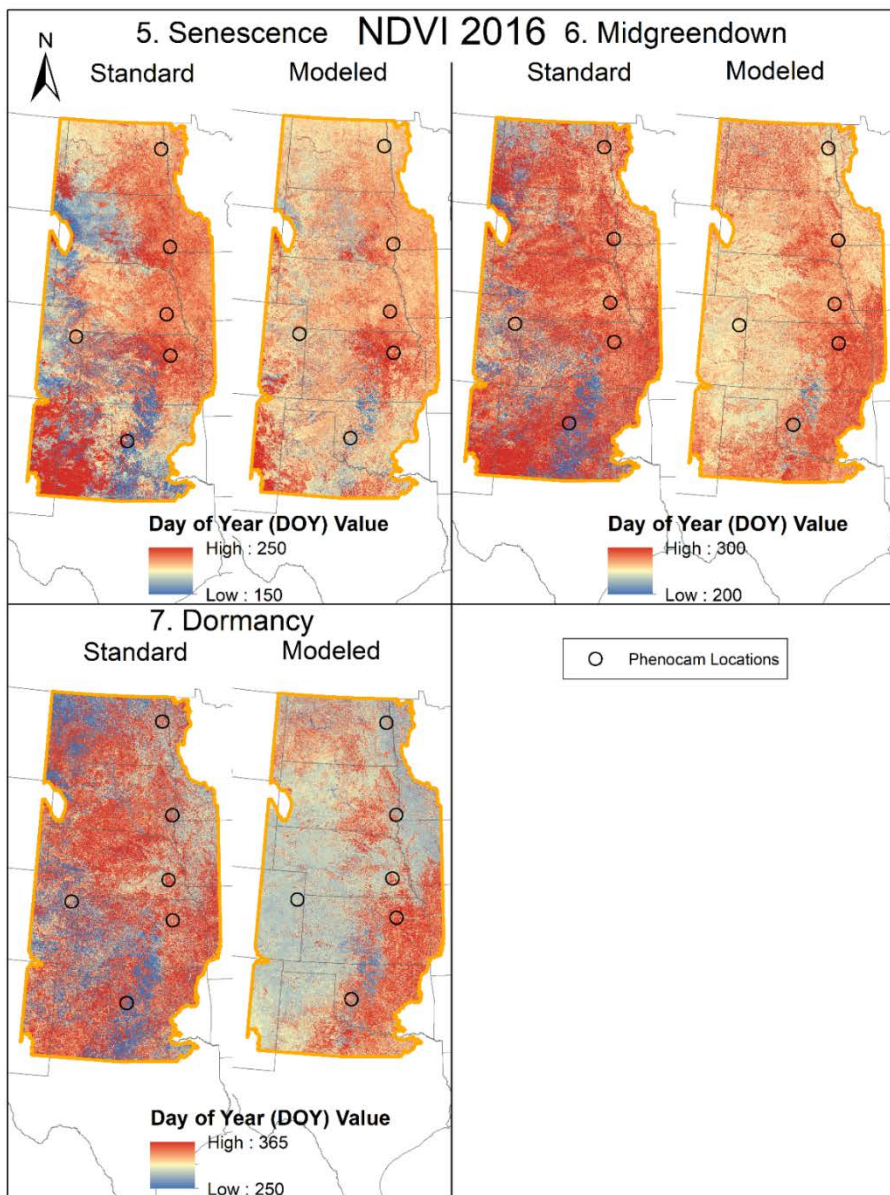 5. Senescence NDVI 2016 6. Midgreendown
N
Standard Modeled Standard Modeled
Day of Year (DOY) Value
High : 250
Low : 150
Day of Year (DOY) Value
High : 300
Low : 200
7. Dormancy
Standard Modeled
Phenocam Locations
Day of Year (DOY) Value
High : 365
Low : 250